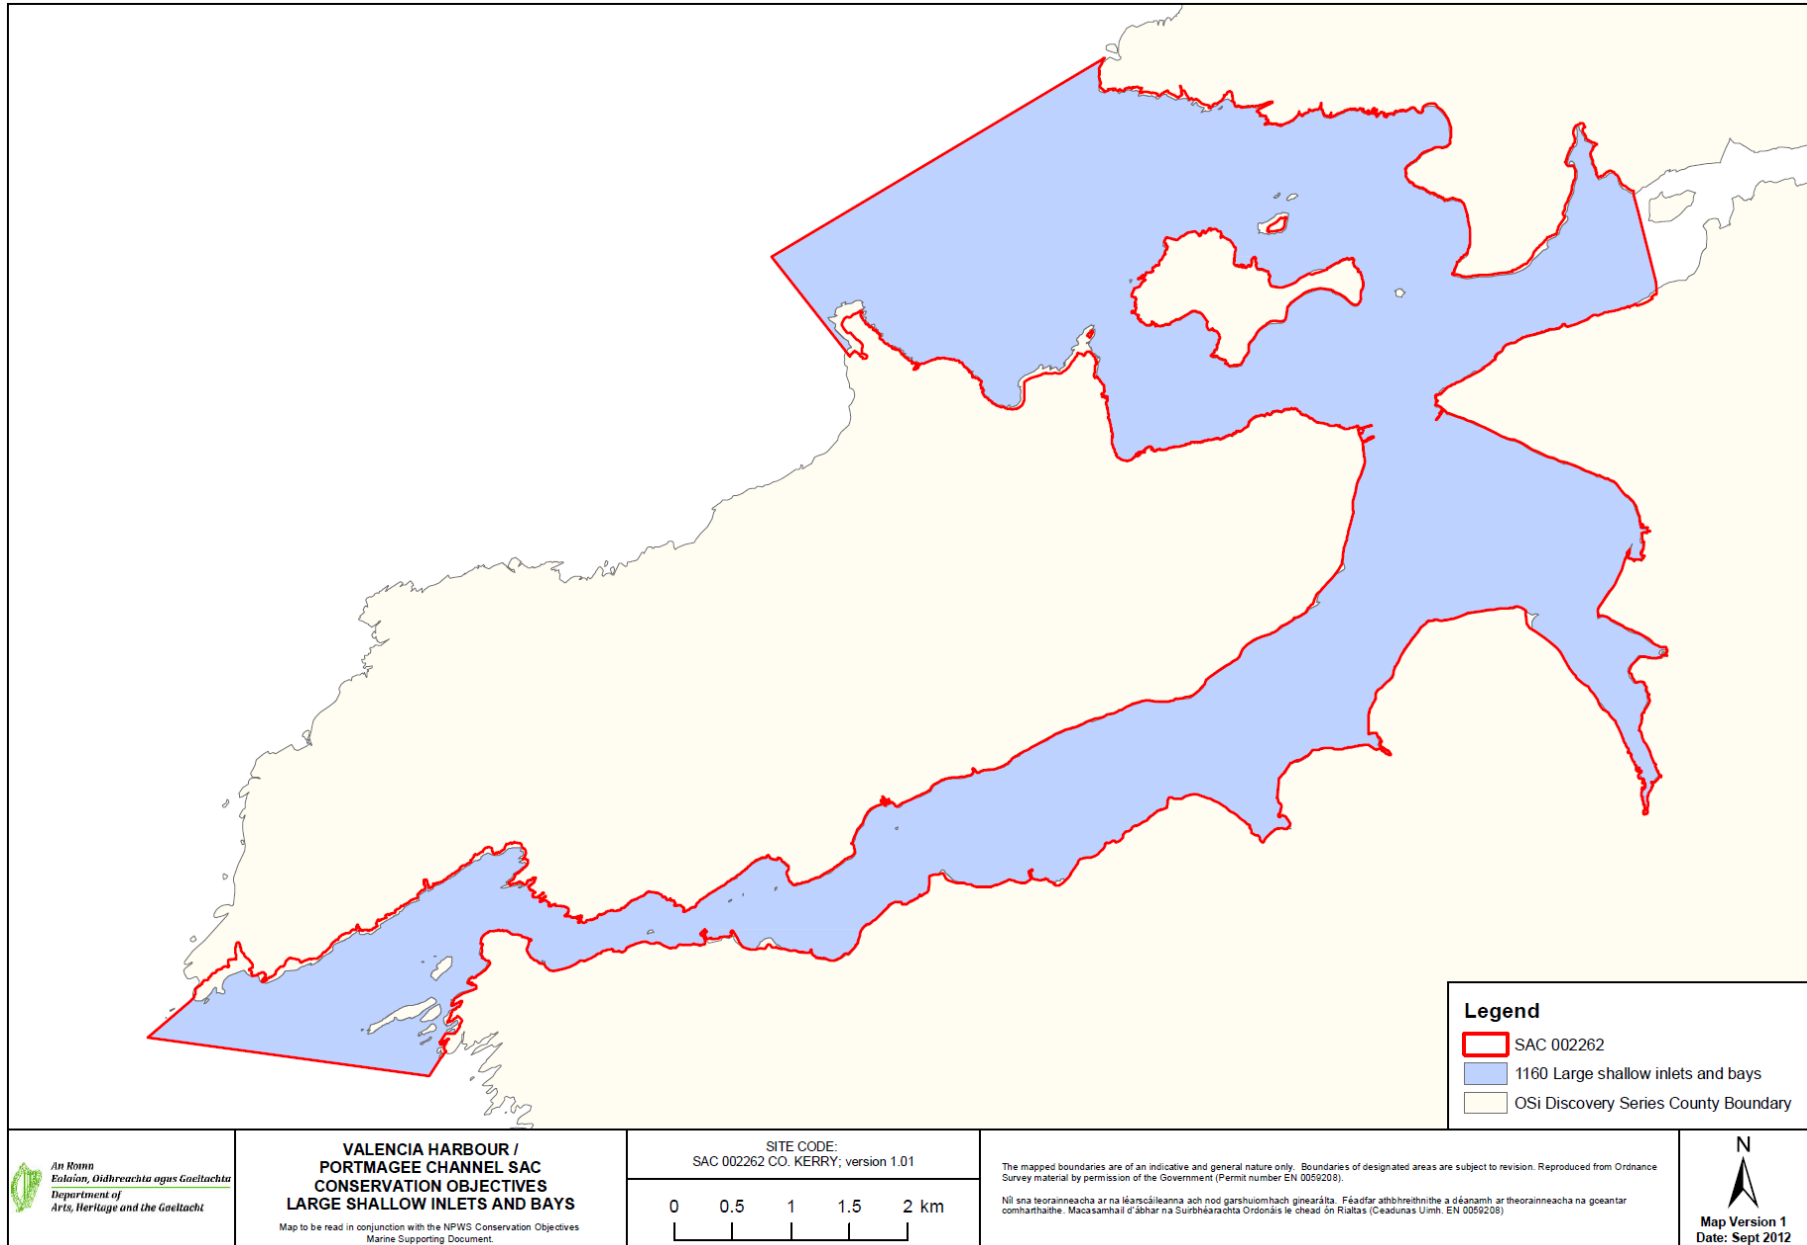 Legend
SAC 002262
1160 Large shallow inlets and bays
OSi Discovery Series County Boundary
An Roinn
Ealaíon, Oidhreachta agus Gaeltachta
Department of
Arts, Heritage and the Gaeltacht
VALENCIA HARBOUR /
PORTMAGEE CHANNEL SAC
CONSERVATION OBJECTIVES
LARGE SHALLOW INLETS AND BAYS
Map to be read in conjunction with the NPWS Conservation Objectives
Marine Supporting Document.
SITE CODE:
SAC 002262 CO. KERRY; version 1.01
0 0.5 1 1.5 2 km
The mapped boundaries are of an indicative and general nature only. Boundaries of designated areas are subject to revision. Reproduced from Ordnance
Survey material by permission of the Government (Permit number EN 0059208).
Níl sna teorainneacha ar na léarscáileanna ach nod garshuiomhach ginearálta. Féadfar athbhreithnithe a déanamh ar theorainneacha na gceantar
comharthaithe. Macasamhail d'ábhar na Suirbhéarachta Ordonáis le chead ón Rialtas (Ceadunas Uimh. EN 0059208)
N
Map Version 1
Date: Sept 2012